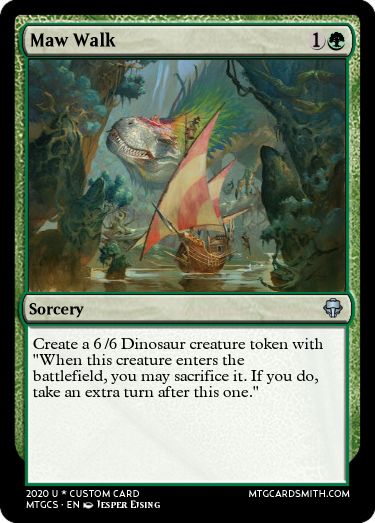 Maw Walk 1
Sorcery
Create a 6/6 Dinosaur creature token with
"When this creature enters the
battlefield, you may sacrifice it. If you do,
take an extra turn after this one."
2020 U * CUSTOM CARD
MTGCS · EN JESPER EJSING MTGCARDSMITH.COM